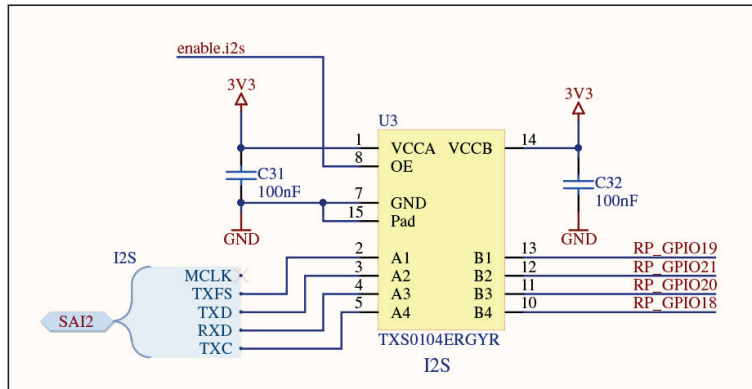 enable.i2s
3V3
3V3
U3
1 VCCA VCCB 14
8 OE
C31
100nF
C32
100nF
7 GND
15 Pad
GND
GND
2 A1 B1 13 RP_GPIO19
3 A2 B2 12 RP_GPIO21
4 A3 B3 11 RP_GPIO20
5 A4 B4 10 RP_GPIO18
I2S
MCLK
TXFS
TXD
RXD
TXC
SAI2
TXS0104ERGYR
I2S